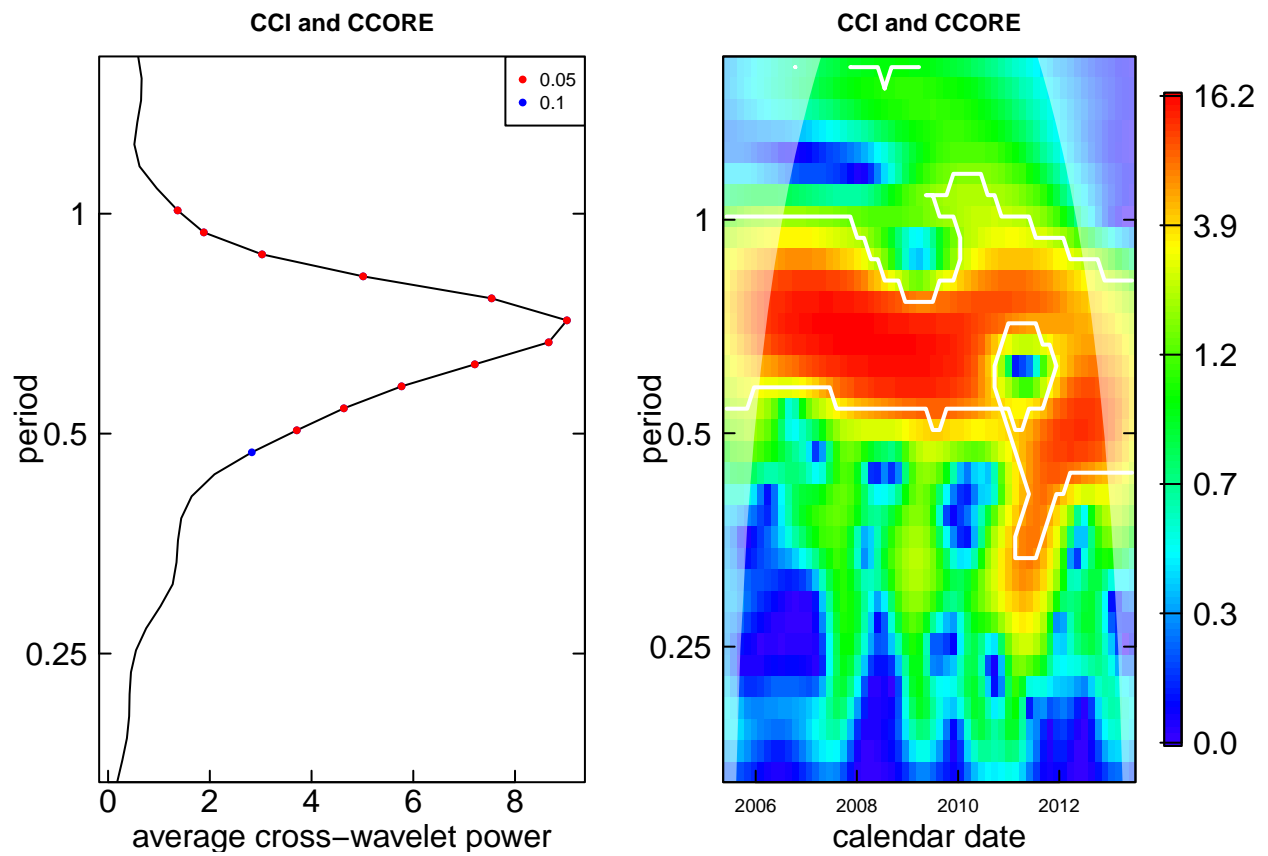 CCI and CCORE
0.05
0.1
1
0.5
0.25
period
0 2 4 6 8
average cross−wavelet power
CCI and CCORE
1
0.5
0.25
period
2006 2008 2010 2012
calendar date
16.2
3.9
1.2
0.7
0.3
0.0